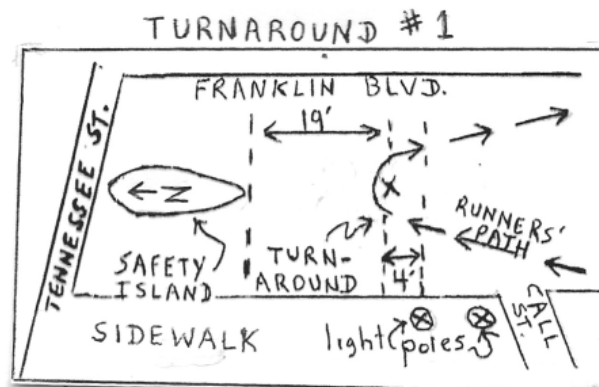 TURNAROUND #1
FRANKLIN BLVD.
19'
TENNESSEE ST.
N
X
RUNNERS'
PATH
SAFETY
ISLAND
TURN-
AROUND
4'
SIDEWALK
light poles
CALL
ST.